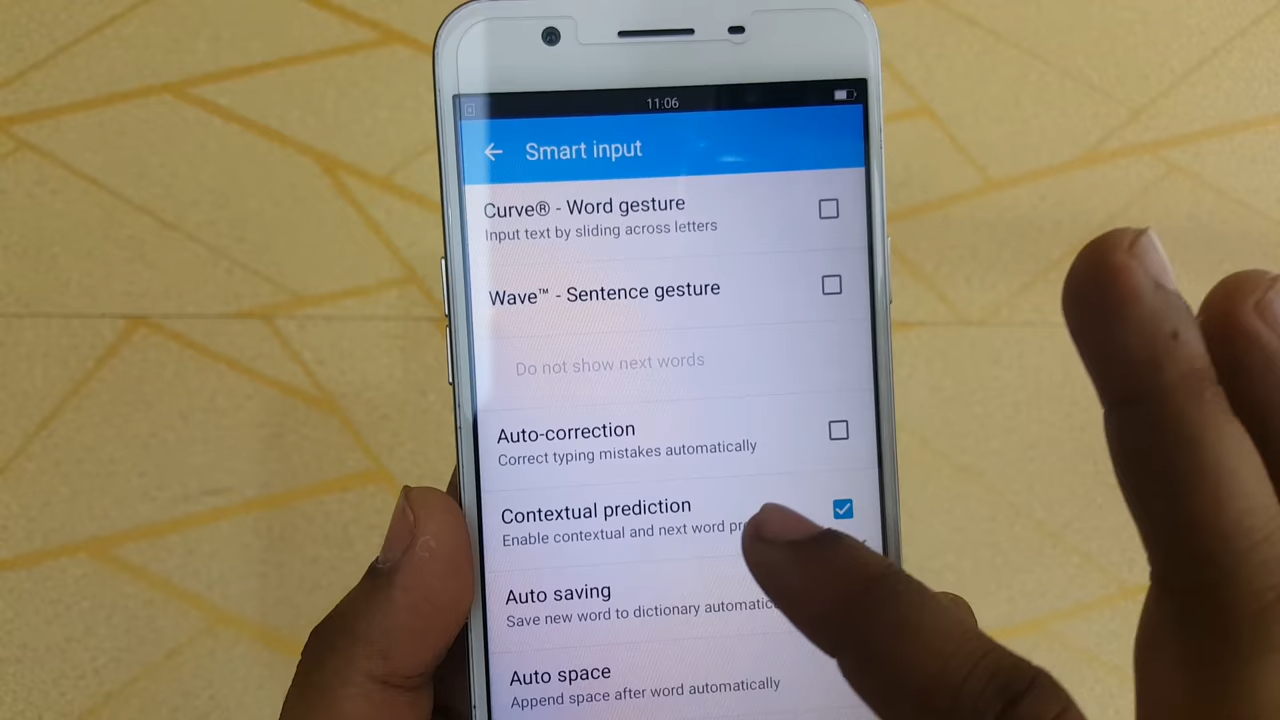 11:06
Smart input
Curve® - Word gesture
Input text by sliding across letters
Wave™ - Sentence gesture
Do not show next words
Auto-correction
Correct typing mistakes automatically
Contextual prediction
Enable contextual and next word
Auto saving
Save new word to dictionary
Auto space
Append space after word automatically